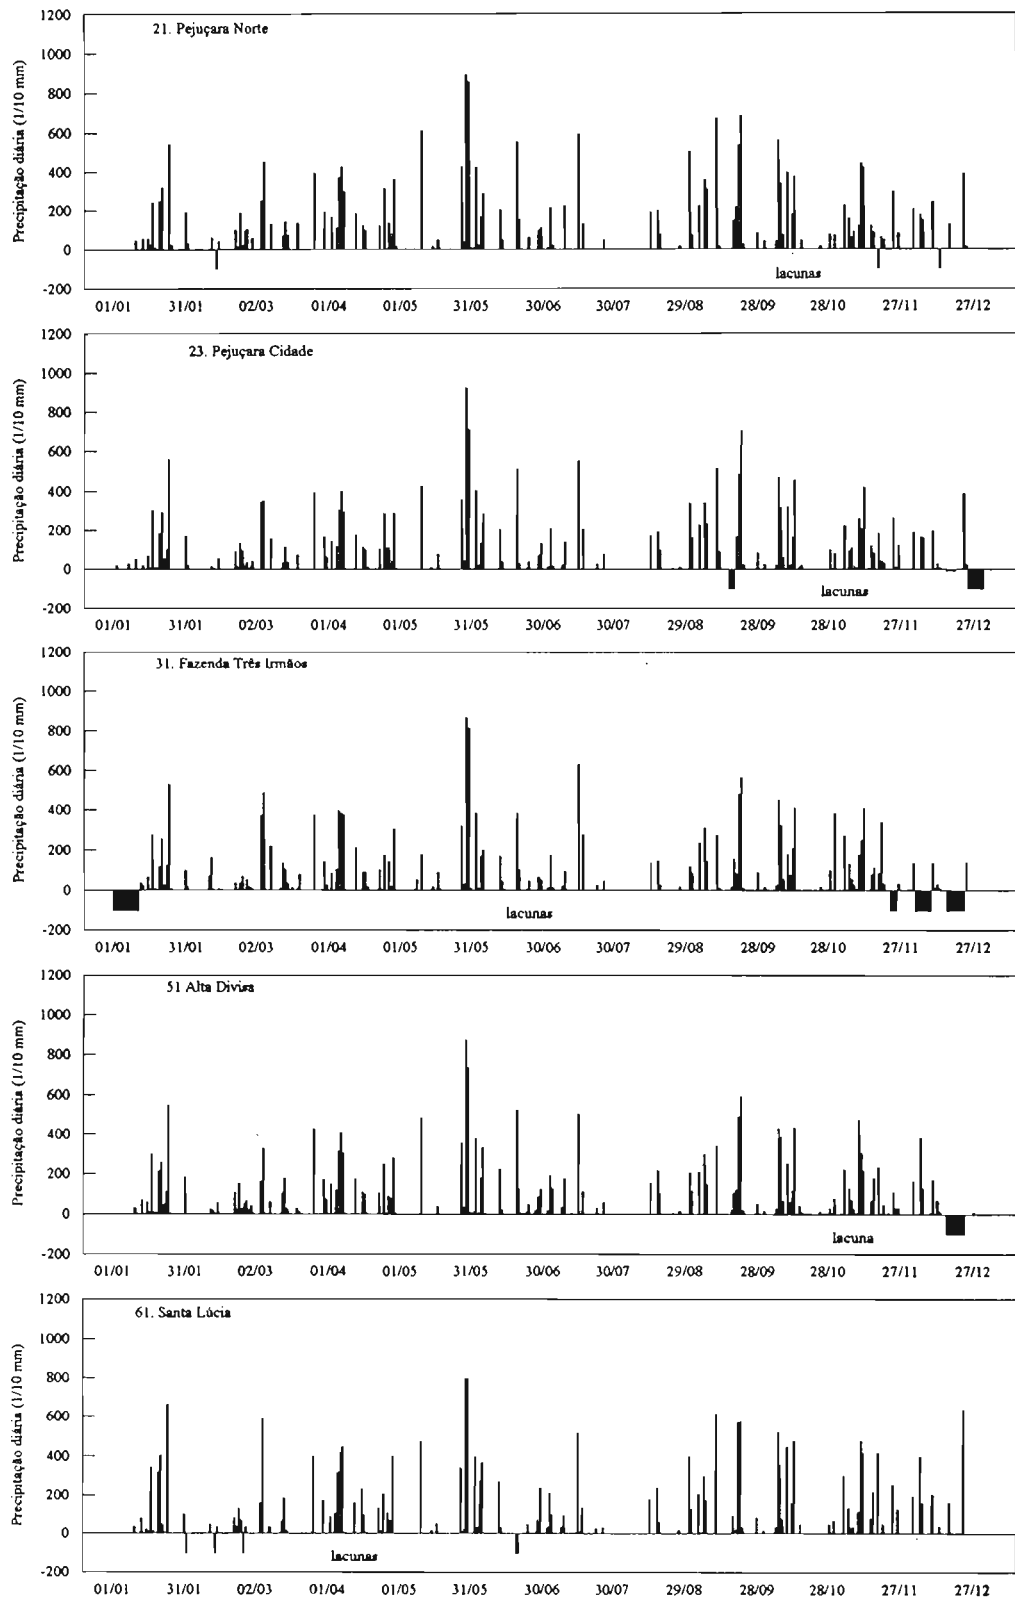 Precipitação diária (1/10 mm)
21. Pejuçara Norte
1200
1000
800
600
400
200
0
-200
lacunas
01/01 31/01 02/03 01/04 01/05 31/05 30/06 30/07 29/08 28/09 28/10 27/11 27/12
Precipitação diária (1/10 mm)
23. Pejuçara Cidade
1200
1000
800
600
400
200
0
-200
lacunas
01/01 31/01 02/03 01/04 01/05 31/05 30/06 30/07 29/08 28/09 28/10 27/11 27/12
Precipitação diária (1/10 mm)
31. Fazenda Três Irmãos
1200
1000
800
600
400
200
0
-200
lacunas
01/01 31/01 02/03 01/04 01/05 31/05 30/06 30/07 29/08 28/09 28/10 27/11 27/12
Precipitação diária (1/10 mm)
51 Alta Divisa
1200
1000
800
600
400
200
0
-200
lacuna
01/01 31/01 02/03 01/04 01/05 31/05 30/06 30/07 29/08 28/09 28/10 27/11 27/12
Precipitação diária (1/10 mm)
61. Santa Lúcia
1200
1000
800
600
400
200
0
-200
lacunas
01/01 31/01 02/03 01/04 01/05 31/05 30/06 30/07 29/08 28/09 28/10 27/11 27/12